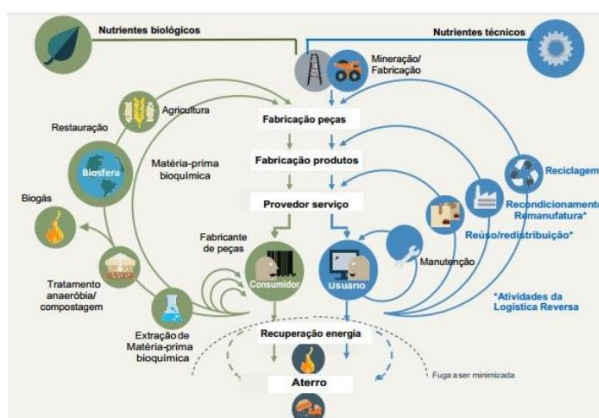 Nutrientes biológicos
Nutrientes técnicos
Mineração/
Fabricação
Agricultura
Fabricação peças
Restauração
Matéria-prima
bioquímica
Fabricação produtos
Reciclagem
Biosfera
Biogás
Provedor serviço
Recondicionamento
Remanufatura*
Reúso/redistribuição*
Fabricante
de peças
Manutenção
Consumidor
Usuario
Tratamento
anaeróbia/
compostagem
*Atividades da
Logística Reversa
Extração de
Matéria-prima
bioquímica
Recuperação energia
Aterro
Fuga a ser minimizada